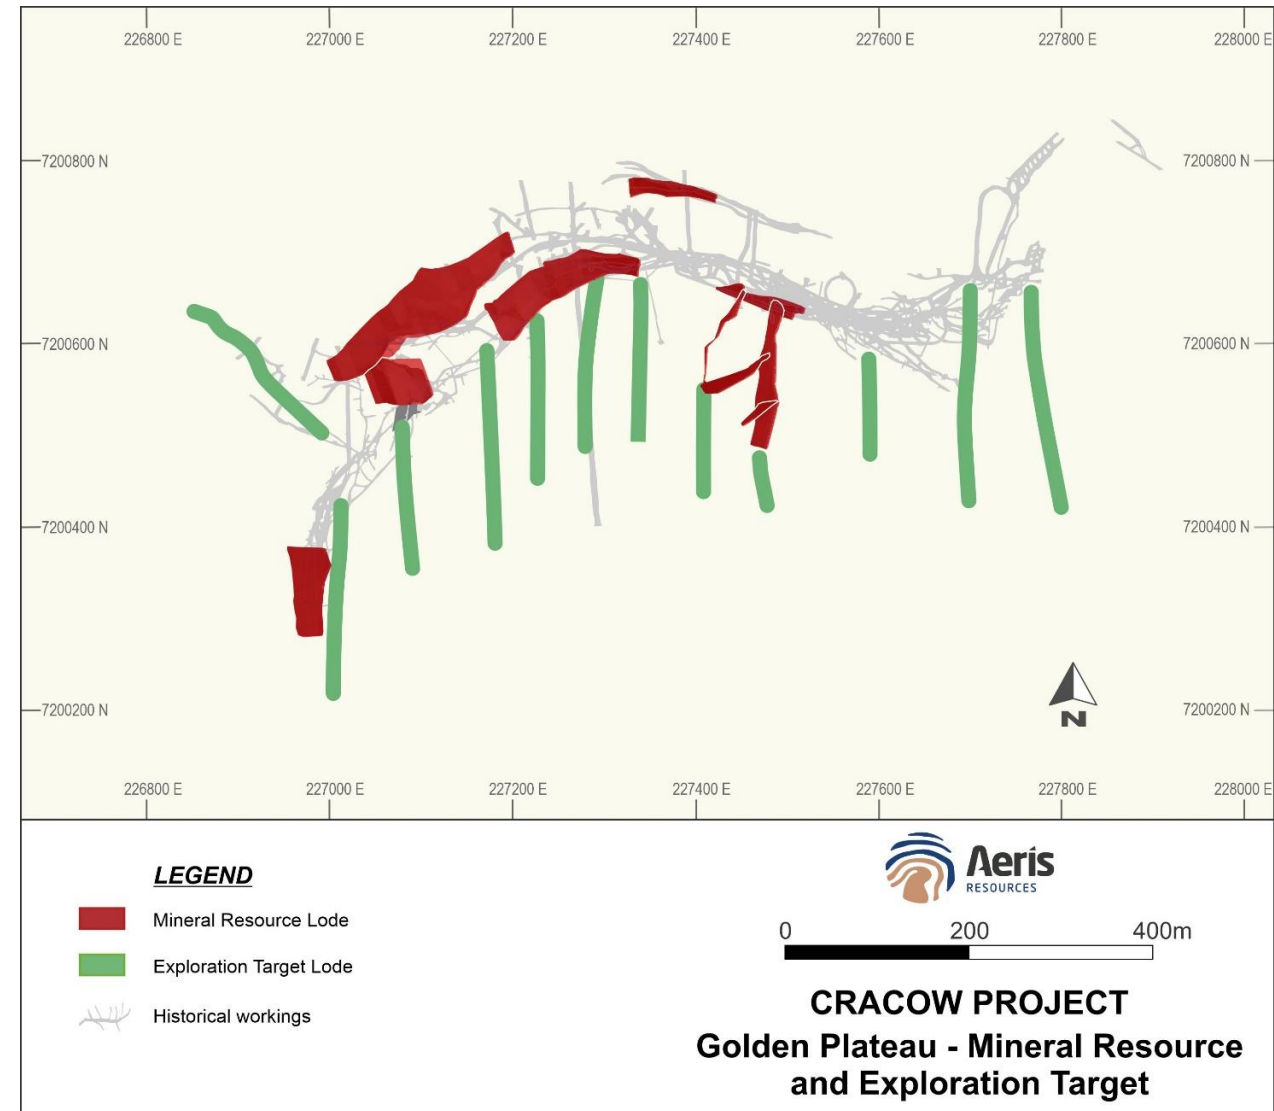 226800 E 227000 E 227200 E 227400 E 227600 E 227800 E 228000 E
7200800 N 7200800 N
7200600 N 7200600 N
7200400 N 7200400 N
7200200 N 7200200 N
N
226800 E 227000 E 227200 E 227400 E 227600 E 227800 E 228000 E
LEGEND
Mineral Resource Lode
Exploration Target Lode
Historical workings
Aeris
RESOURCES
0 200 400m
CRACOW PROJECT
Golden Plateau - Mineral Resource
and Exploration Target